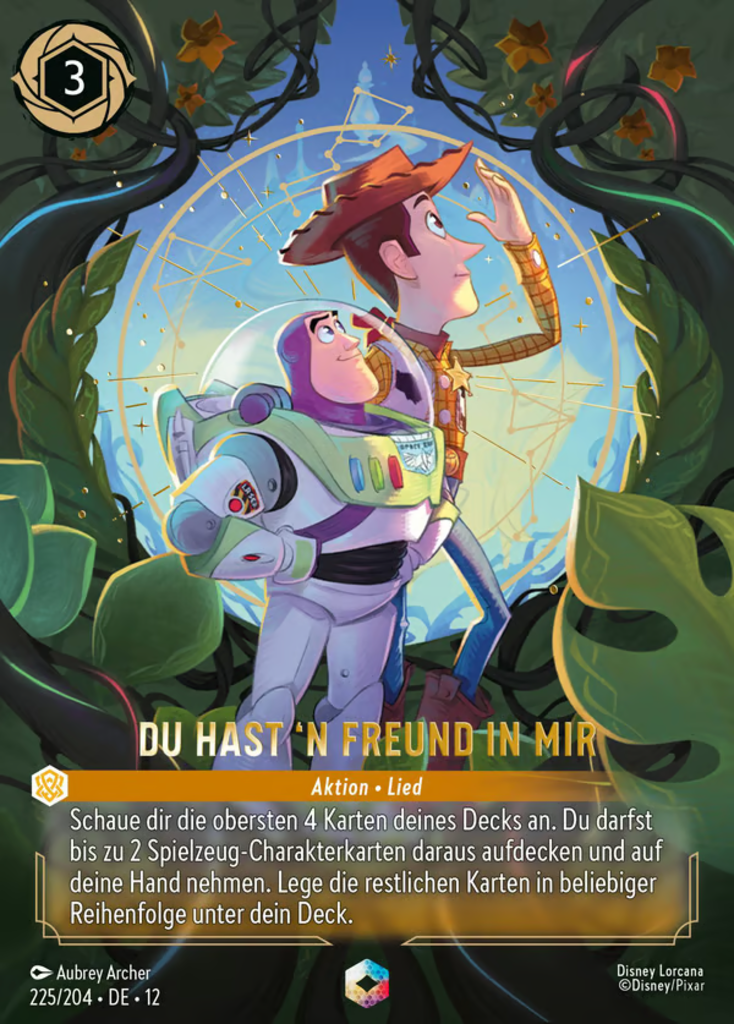 3
SPACE
DU HAST ‘N FREUND IN MIR
Aktion • Lied
Schaue dir die obersten 4 Karten deines Decks an. Du darfst
bis zu 2 Spielzeug-Charakterkarten daraus aufdecken und auf
deine Hand nehmen. Lege die restlichen Karten in beliebiger
Reihenfolge unter dein Deck.
Aubrey Archer
Disney Lorcana
225/204 • DE • 12
©Disney/Pixar